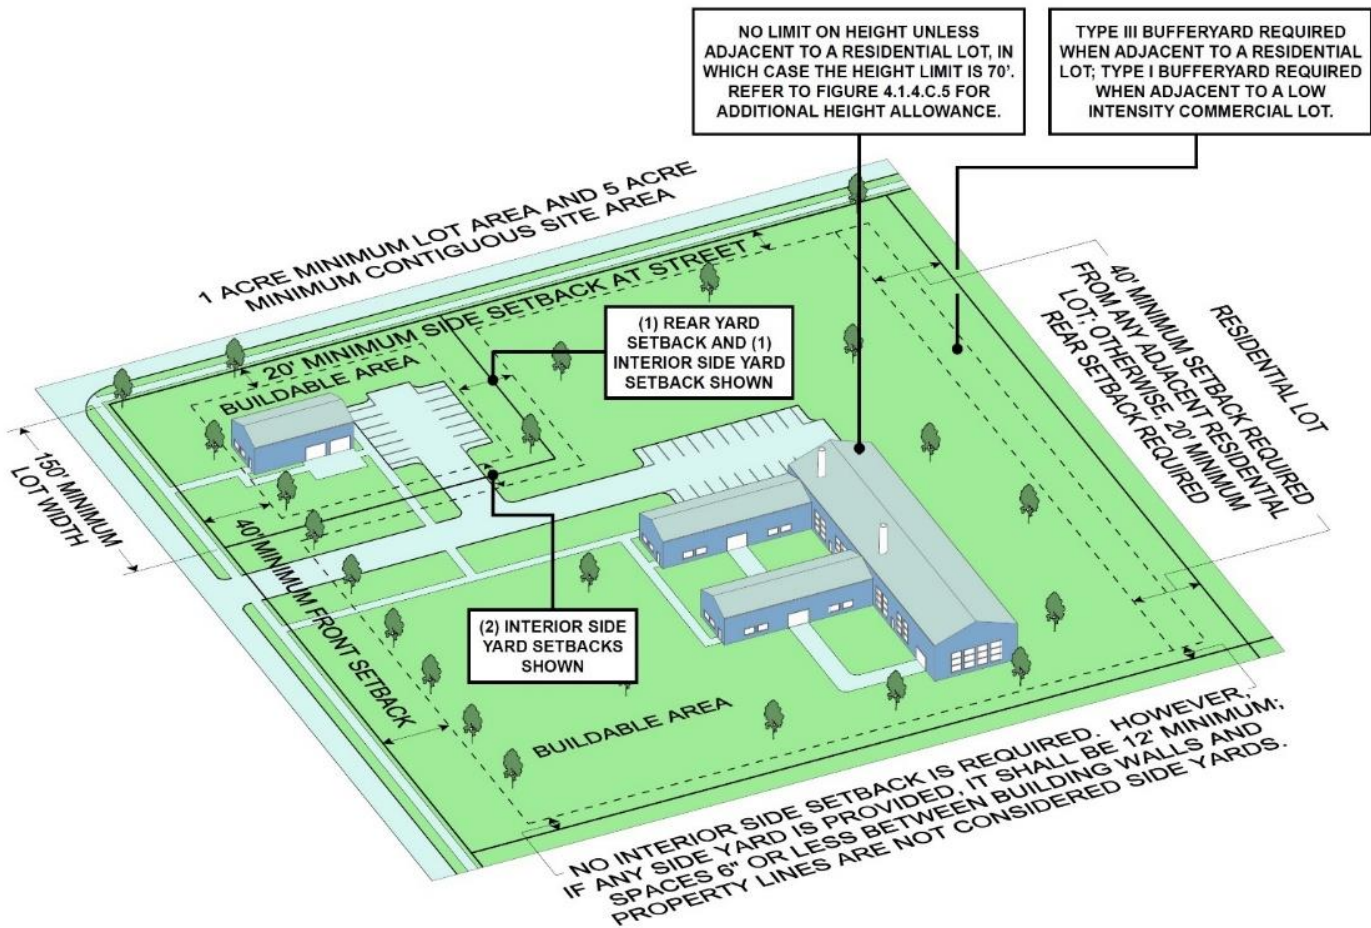 NO LIMIT ON HEIGHT UNLESS
ADJACENT TO A RESIDENTIAL LOT, IN
WHICH CASE THE HEIGHT LIMIT IS 70'.
REFER TO FIGURE 4.1.4.C.5 FOR
ADDITIONAL HEIGHT ALLOWANCE.
TYPE III BUFFERYARD REQUIRED
WHEN ADJACENT TO A RESIDENTIAL
LOT; TYPE I BUFFERYARD REQUIRED
WHEN ADJACENT TO A LOW
INTENSITY COMMERCIAL LOT.
1 ACRE MINIMUM LOT AREA AND 5 ACRE
MINIMUM CONTIGUOUS SITE AREA
20' MINIMUM SIDE SETBACK AT STREET
BUILDABLE AREA
(1) REAR YARD
SETBACK AND (1)
INTERIOR SIDE YARD
SETBACK SHOWN
RESIDENTIAL LOT
40' MINIMUM SETBACK REQUIRED
FROM ANY ADJACENT RESIDENTIAL
LOT; OTHERWISE, 20' MINIMUM
REAR SETBACK REQUIRED
150' MINIMUM
LOT WIDTH
40" MINIMUM FRONT SETBACK
(2) INTERIOR SIDE
YARD SETBACKS
SHOWN
BUILDABLE AREA
NO INTERIOR SIDE SETBACK IS REQUIRED. HOWEVER,
IF ANY SIDE YARD IS PROVIDED, IT SHALL BE 12' MINIMUM;
SPACES 6" OR LESS BETWEEN BUILDING WALLS AND
PROPERTY LINES ARE NOT CONSIDERED SIDE YARDS.